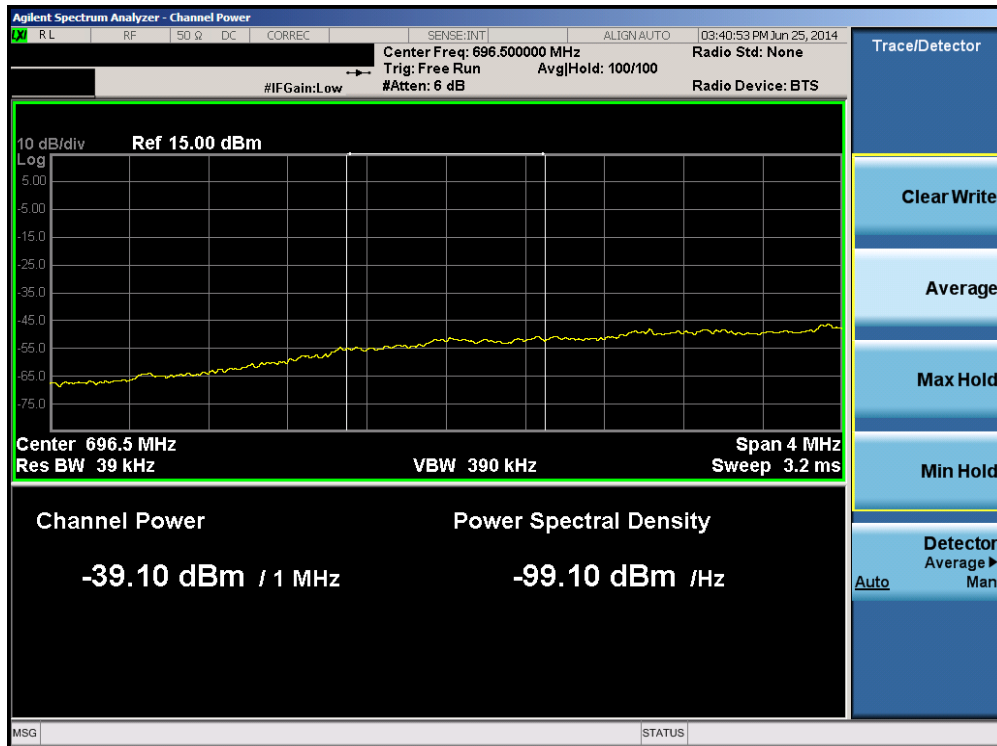 Agilent Spectrum Analyzer - Channel Power
LXI RL RF 50 Ω DC CORREC SENSE:INT ALIGN AUTO 03:40:53 PM Jun 25, 2014
Center Freq: 696.500000 MHz Radio Std: None
Trig: Free Run Avg|Hold: 100/100
#IFGain:Low #Atten: 6 dB Radio Device: BTS
Trace/Detector
10 dB/div Ref 15.00 dBm
Log
5.00
-5.00
-15.0
-25.0
-35.0
-45.0
-55.0
-65.0
-75.0
Center 696.5 MHz Span 4 MHz
Res BW 39 kHz VBW 390 kHz Sweep 3.2 ms
Channel Power Power Spectral Density
-39.10 dBm / 1 MHz -99.10 dBm /Hz
Clear Write
Average
Max Hold
Min Hold
Detector
Average ▶
Auto Man
MSG STATUS